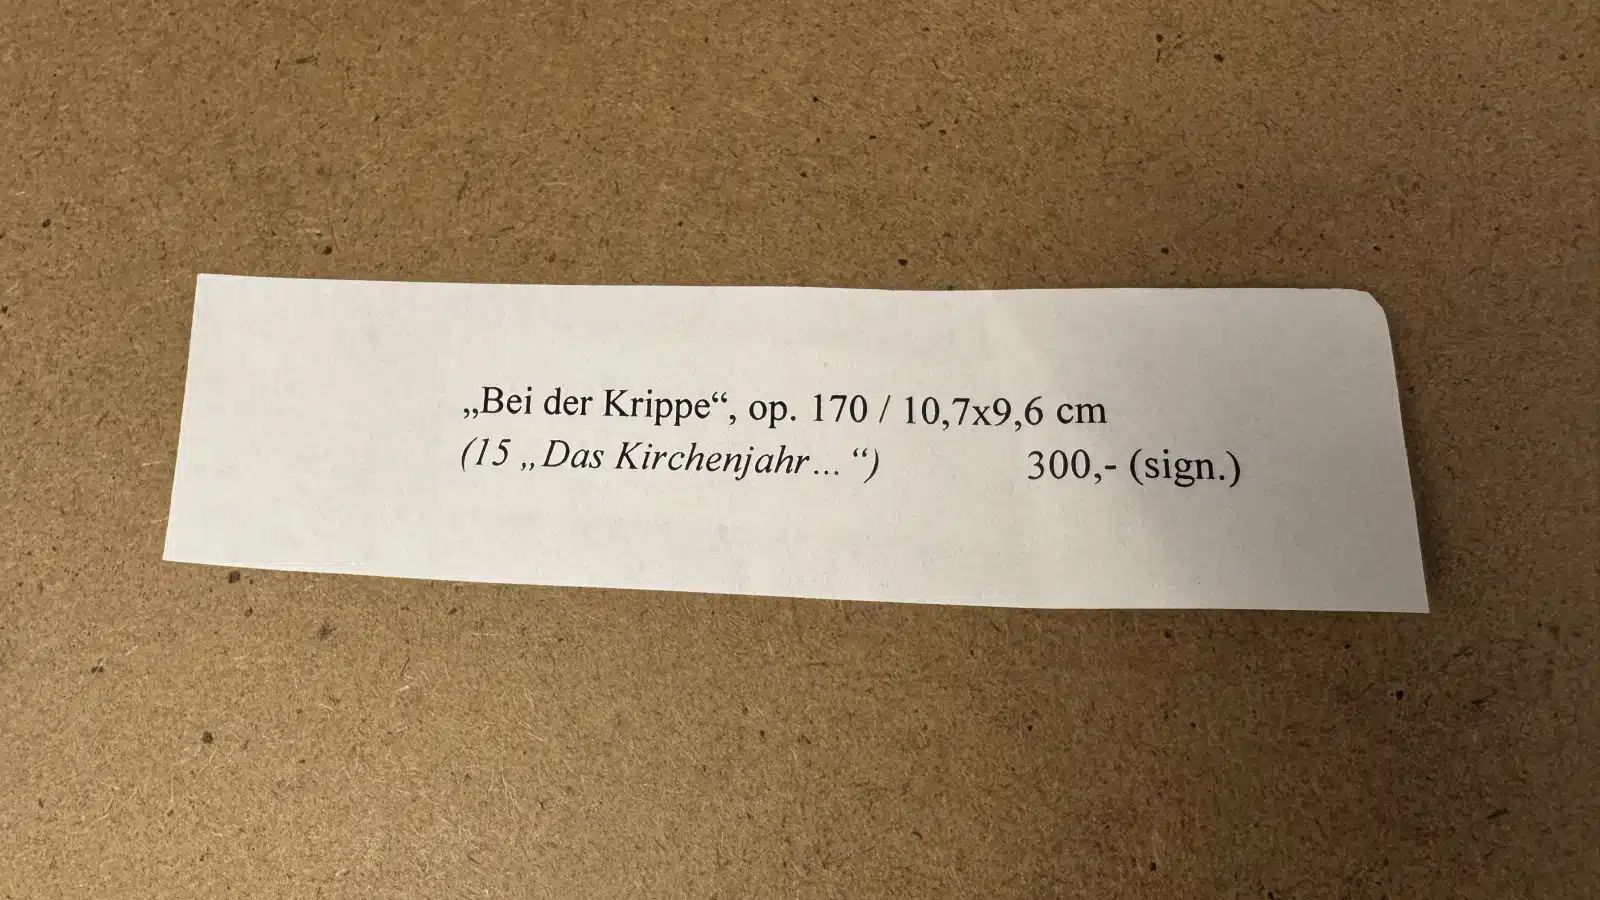 „Bei der Krippe“, op. 170 / 10,7x9,6 cm
(15 „Das Kirchenjahr... “) 300,- (sign.)